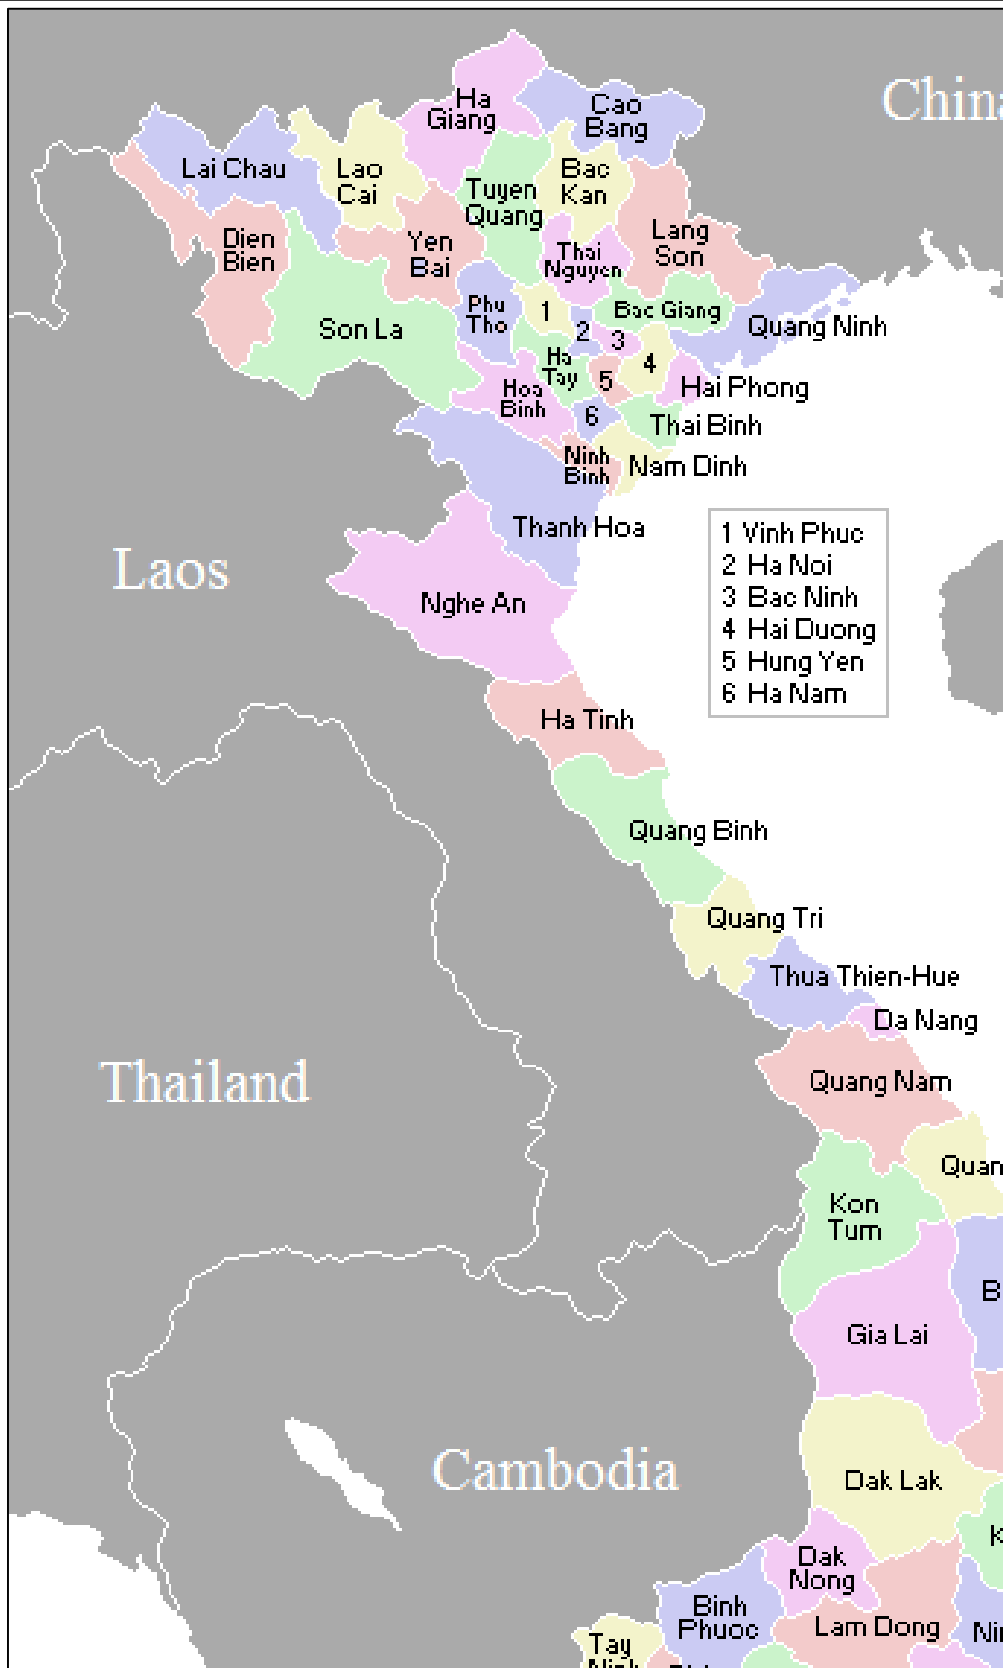 China
Ha
Giang
Cao
Bang
Lai Chau
Lao
Cai
Bac
Kan
Tuyen
Quang
Dien
Bien
Yen
Bai
Lang
Son
Thai
Nguyen
Phu
Tho
1
2
3
4
5
6
Bac Giang
Quang Ninh
Son La
Ha
Tay
Hoa
Binh
Hai Phong
Thai Binh
Ninh
Binh
Nam Dinh
Thanh Hoa
1 Vinh Phuc
2 Ha Noi
3 Bac Ninh
4 Hai Duong
5 Hung Yen
6 Ha Nam
Laos
Nghe An
Ha Tinh
Quang Binh
Quang Tri
Thua Thien-Hue
Da Nang
Thailand
Quang Nam
Quan
Kon
Tum
B
Gia Lai
Cambodia
Dak Lak
K
Dak
Nong
Binh
Phuoc
Lam Dong
Nin
Tay
Ninh